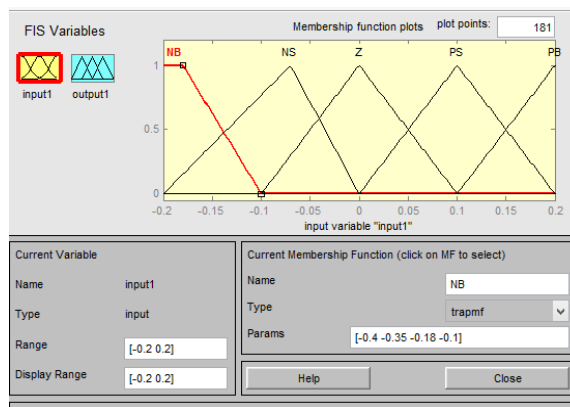 FIS Variables
Membership function plots plot points: 181
NB NS Z PS PB
input1 output1
1
0.5
0
-0.2 -0.15 -0.1 -0.05 0 0.05 0.1 0.15 0.2
input variable "input1"
Current Variable
Name input1
Type input
Range [-0.2 0.2]
Display Range [-0.2 0.2]
Current Membership Function (click on MF to select)
Name NB
Type trapmf
Params [-0.4 -0.35 -0.18 -0.1]
Help Close